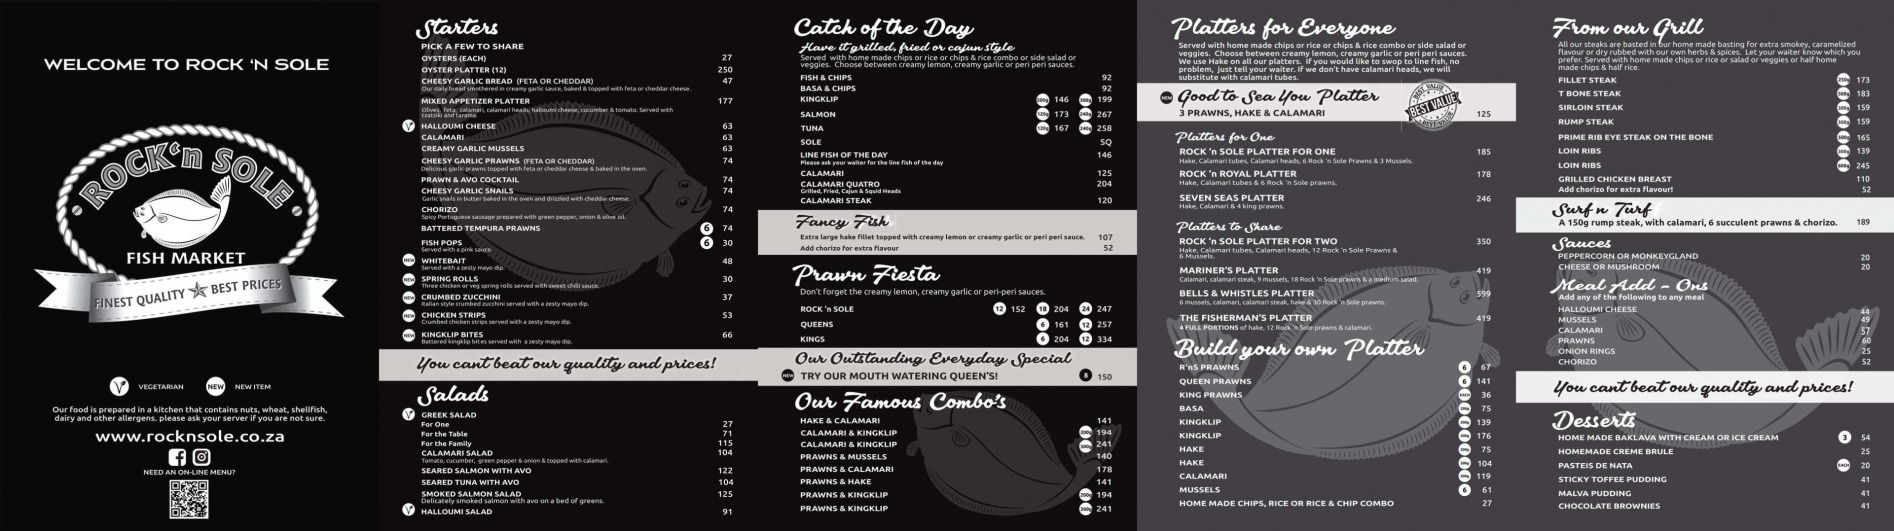 WELCOME TO ROCK 'N SOLE
ROCK'n SOLE
FISH MARKET
FINEST QUALITY ★ BEST PRICES
V VEGETARIAN NEW NEW ITEM
Our food is prepared in a kitchen that contains nuts, wheat, shellfish,
dairy and other allergens. please ask your server if you are not sure.
www.rocknsole.co.za
NEED AN ON-LINE MENU?
Starters
PICK A FEW TO SHARE
OYSTERS (EACH) 27
OYSTER PLATTER (12) 250
CHEESY GARLIC BREAD (FETA OR CHEDDAR) 47
Our daily bread smothered in creamy garlic sauce, baked & topped with feta or cheddar cheese.
MIXED APPETIZER PLATTER 177
Olives, feta, calamari, calamari heads, halloumi cheese, cucumber & tomato. Served with
tzatziki and tarama.
V HALLOUMI CHEESE 63
CALAMARI 63
CREAMY GARLIC MUSSELS 63
CHEESY GARLIC PRAWNS (FETA OR CHEDDAR) 74
Delicious garlic prawns topped with feta or cheddar cheese & baked in the oven.
PRAWN & AVO COCKTAIL 74
CHEESY GARLIC SNAILS 74
Garlic snails in butter baked in the oven and drizzled with cheddar cheese.
CHORIZO 74
Spicy Portuguese sausage prepared with green pepper, onion & olive oil.
BATTERED TEMPURA PRAWNS 6 74
FISH POPS 6 30
Served with a pink sauce.
NEW WHITEBAIT 48
Served with a zesty mayo dip.
NEW SPRING ROLLS 30
Three chicken or veg spring rolls served with sweet chilli sauce.
NEW CRUMBED ZUCCHINI 37
Italian style crumbed zucchini served with a zesty mayo dip.
NEW CHICKEN STRIPS 53
Crumbed chicken strips served with a zesty mayo dip.
NEW KINGKLIP BITES 66
Battered kingklip bites served with a zesty mayo dip.
You cant beat our quality and prices!
Salads
V GREEK SALAD
For One 27
For the Table 71
For the Family 115
CALAMARI SALAD 104
Tomato, cucumber, green pepper & onion & topped with calamari.
SEARED SALMON WITH AVO 122
SEARED TUNA WITH AVO 104
SMOKED SALMON SALAD 125
Delicately smoked salmon with avo on a bed of greens.
V HALLOUMI SALAD 91
Catch of the Day
Have it grilled, fried or cajun style
Served with home made chips or rice or chips & rice combo or side salad or
veggies. Choose between creamy lemon, creamy garlic or peri peri sauces.
FISH & CHIPS 92
BASA & CHIPS 92
KINGKLIP 200g 146 300g 199
SALMON 120g 173 240g 267
TUNA 120g 167 240g 258
SOLE SQ
LINE FISH OF THE DAY 146
Please ask your waiter for the line fish of the day
CALAMARI 125
CALAMARI QUATRO 204
Grilled, Fried, Cajun & Squid Heads
CALAMARI STEAK 120
Fancy Fish
Extra large hake fillet topped with creamy lemon or creamy garlic or peri peri sauce. 107
Add chorizo for extra flavour 52
Prawn Fiesta
Don't forget the creamy lemon, creamy garlic or peri-peri sauces.
ROCK 'n SOLE 12 152 18 204 24 247
QUEENS 6 161 12 257
KINGS 6 204 12 334
Our Outstanding Everyday Special
NEW TRY OUR MOUTH WATERING QUEEN'S! 8 150
Our Famous Combo's
HAKE & CALAMARI 141
CALAMARI & KINGKLIP 200g 194
CALAMARI & KINGKLIP 300g 241
PRAWNS & MUSSELS 140
PRAWNS & CALAMARI 178
PRAWNS & HAKE 141
PRAWNS & KINGKLIP 200g 194
PRAWNS & KINGKLIP 300g 241
Platters for Everyone
Served with home made chips or rice or chips & rice combo or side salad or
veggies. Choose between creamy lemon, creamy garlic or peri peri sauces.
We use Hake on all our platters. If you would like to swop to line fish, no
problem, just tell your waiter. If we don't have calamari heads, we will
substitute with calamari tubes.
NEW Good to Sea You Platter
BEST VALUE
3 PRAWNS, HAKE & CALAMARI 125
Platters for One
ROCK 'n SOLE PLATTER FOR ONE 185
Hake, Calamari tubes, Calamari heads, 6 Rock 'n Sole Prawns & 3 Mussels.
ROCK 'n ROYAL PLATTER 178
Hake, Calamari tubes & 6 Rock 'n Sole prawns.
SEVEN SEAS PLATTER 246
Hake, Calamari & 4 king prawns.
Platters to Share
ROCK 'n SOLE PLATTER FOR TWO 350
Hake, Calamari tubes, Calamari heads, 12 Rock 'n Sole Prawns &
6 Mussels.
MARINER'S PLATTER 419
Calamari, calamari steak, 9 mussels, 18 Rock 'n Sole prawns & a medium salad.
BELLS & WHISTLES PLATTER 599
6 mussels, calamari, calamari steak, hake & 30 Rock 'n Sole prawns.
THE FISHERMAN'S PLATTER 419
4 FULL PORTIONS of hake, 12 Rock 'n Sole prawns & calamari.
Build your own Platter
R'nS PRAWNS 6 67
QUEEN PRAWNS 6 141
KING PRAWNS EACH 36
BASA 75
KINGKLIP 139
KINGKLIP 176
HAKE 75
HAKE 104
CALAMARI 119
MUSSELS 6 61
HOME MADE CHIPS, RICE OR RICE & CHIP COMBO 27
From our Grill
All our steaks are basted in our home made basting for extra smokey, caramelized
flavour or dry rubbed with our own herbs & spices. Let your waiter know which you
prefer. Served with home made chips or rice or salad or veggies or half home
made chips & half rice.
FILLET STEAK 250g 173
T BONE STEAK 500g 183
SIRLOIN STEAK 300g 159
RUMP STEAK 300g 159
PRIME RIB EYE STEAK ON THE BONE 500g 165
LOIN RIBS 300g 139
LOIN RIBS 600g 245
GRILLED CHICKEN BREAST 110
Add chorizo for extra flavour! 52
Surf n Turf
A 150g rump steak, with calamari, 6 succulent prawns & chorizo. 189
Sauces
PEPPERCORN OR MONKEYGLAND 20
CHEESE OR MUSHROOM 20
Meal Add - Ons
Add any of the following to any meal
HALLOUMI CHEESE 44
MUSSELS 49
CALAMARI 57
PRAWNS 60
ONION RINGS 25
CHORIZO 52
You cant beat our quality and prices!
Desserts
HOME MADE BAKLAVA WITH CREAM OR ICE CREAM 3 54
HOMEMADE CREME BRULE 25
PASTEIS DE NATA EACH 20
STICKY TOFFEE PUDDING 41
MALVA PUDDING 41
CHOCOLATE BROWNIES 41